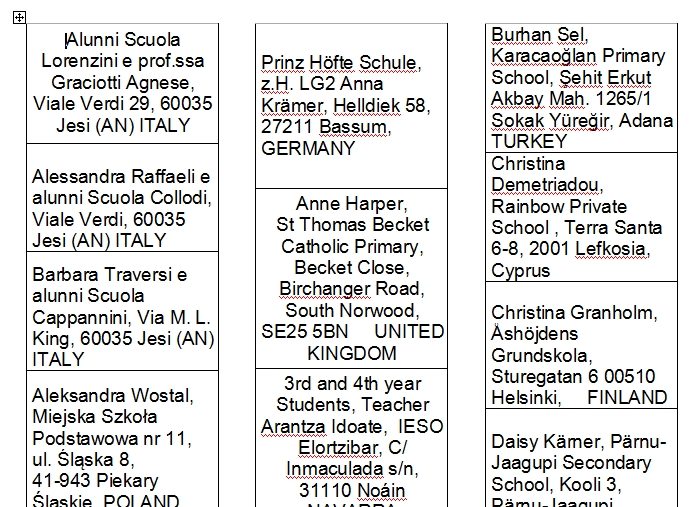 Alunni Scuola
Lorenzini e prof.ssa
Graciotti Agnese,
Viale Verdi 29, 60035
Jesi (AN) ITALY
Alessandra Raffaeli e
alunni Scuola Collodi,
Viale Verdi, 60035
Jesi (AN) ITALY
Barbara Traversi e
alunni Scuola
Cappannini, Via M. L.
King, 60035 Jesi (AN)
ITALY
Aleksandra Wostal,
Miejska Szkoła
Podstawowa nr 11,
ul. Śląska 8,
41-943 Piekary
Śląskie, POLAND
Prinz Höfte Schule,
z.H. LG2 Anna
Krämer, Helldiek 58,
27211 Bassum,
GERMANY
Anne Harper,
St Thomas Becket
Catholic Primary,
Becket Close,
Birchanger Road,
South Norwood,
SE25 5BN UNITED
KINGDOM
3rd and 4th year
Students, Teacher
Arantza Idoate, IESO
Elortzibar, C/
Inmaculada s/n,
31110 Noáin
NAVARRA
Burhan Sel,
Karacaoğlan Primary
School, Şehit Erkut
Akbay Mah. 1265/1
Sokak Yüreğir, Adana
TURKEY
Christina
Demetriadou,
Rainbow Private
School , Terra Santa
6-8, 2001 Lefkosia,
Cyprus
Christina Granholm,
Åshöjdens
Grundskola,
Sturegatan 6 00510
Helsinki, FINLAND
Daisy Kärner, Pärnu-
Jaagupi Secondary
School, Kooli 3,
Pärnu-Jaagupi